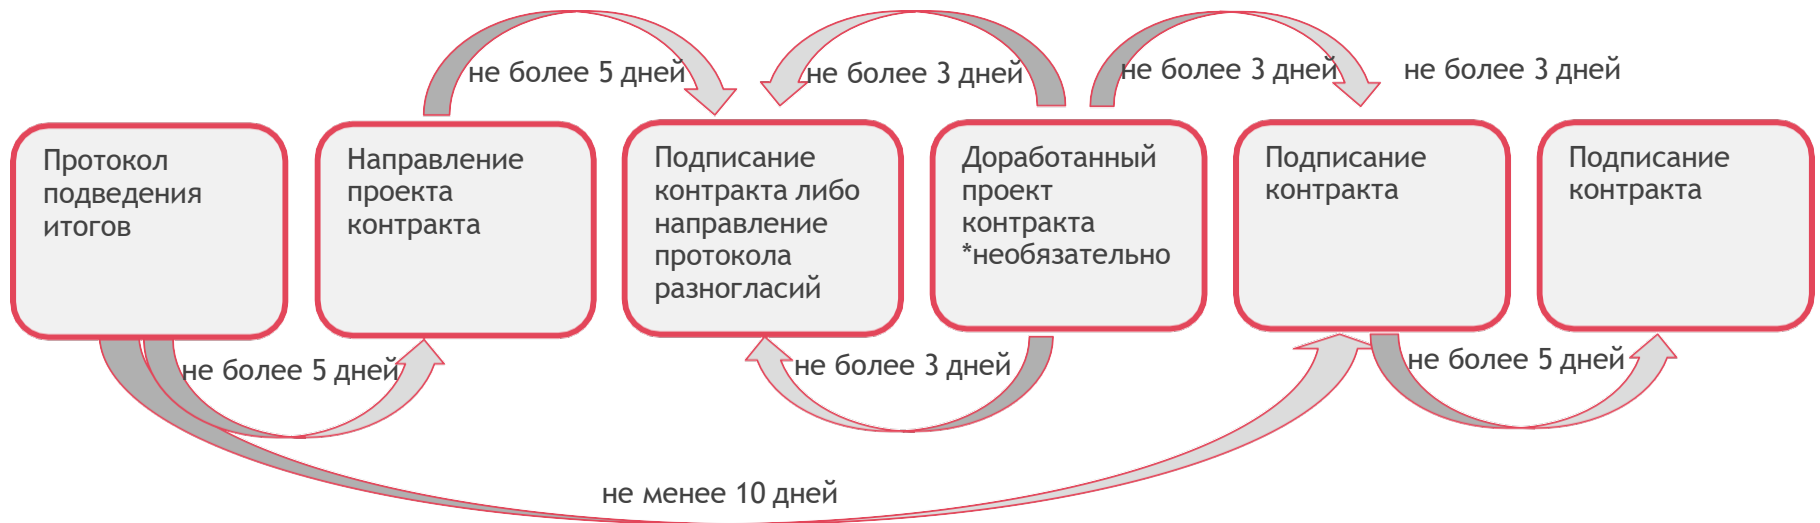 не более 5 дней
не более 3 дней
не более 3 дней
не более 3 дней
Протокол
подведения
итогов
Направление
проекта
контракта
Подписание
контракта либо
направление
протокола
разногласий
Доработанный
проект
контракта
*необязательно
Подписание
контракта
Подписание
контракта
не более 5 дней
не более 3 дней
не более 5 дней
не менее 10 дней